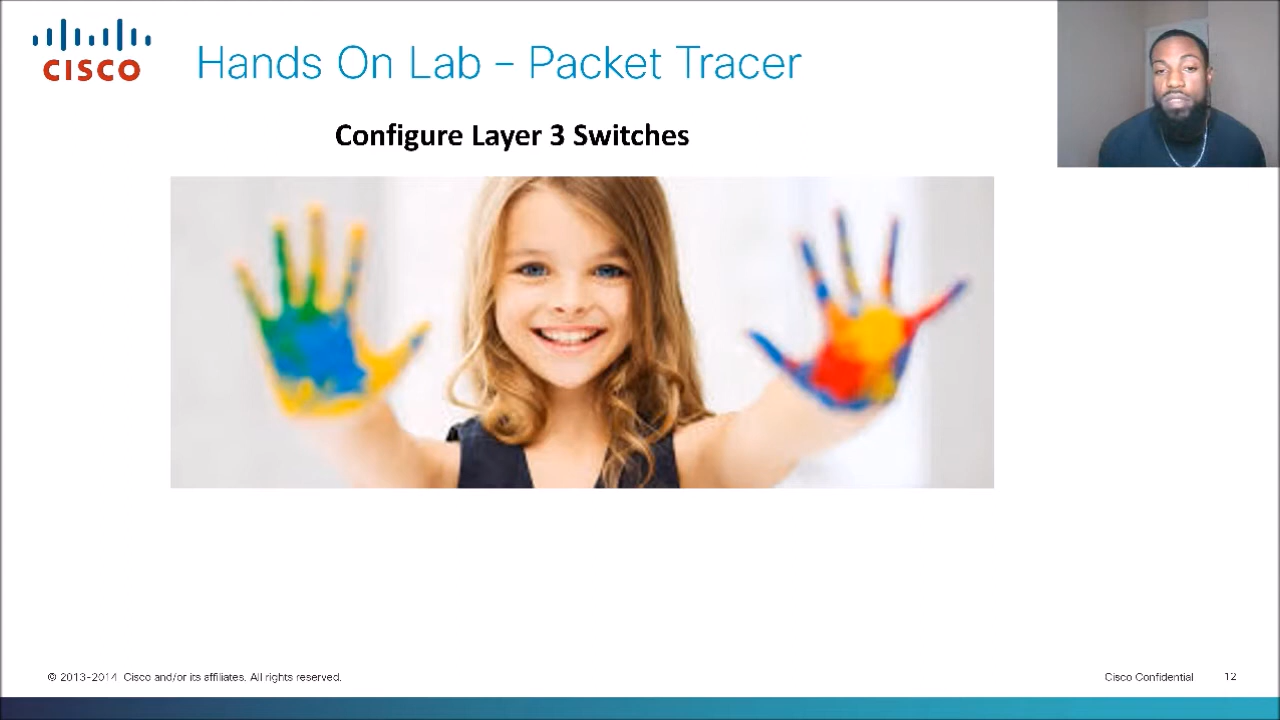 CISCO
Hands On Lab – Packet Tracer
Configure Layer 3 Switches
© 2013-2014 Cisco and/or its affiliates. All rights reserved.
Cisco Confidential 12